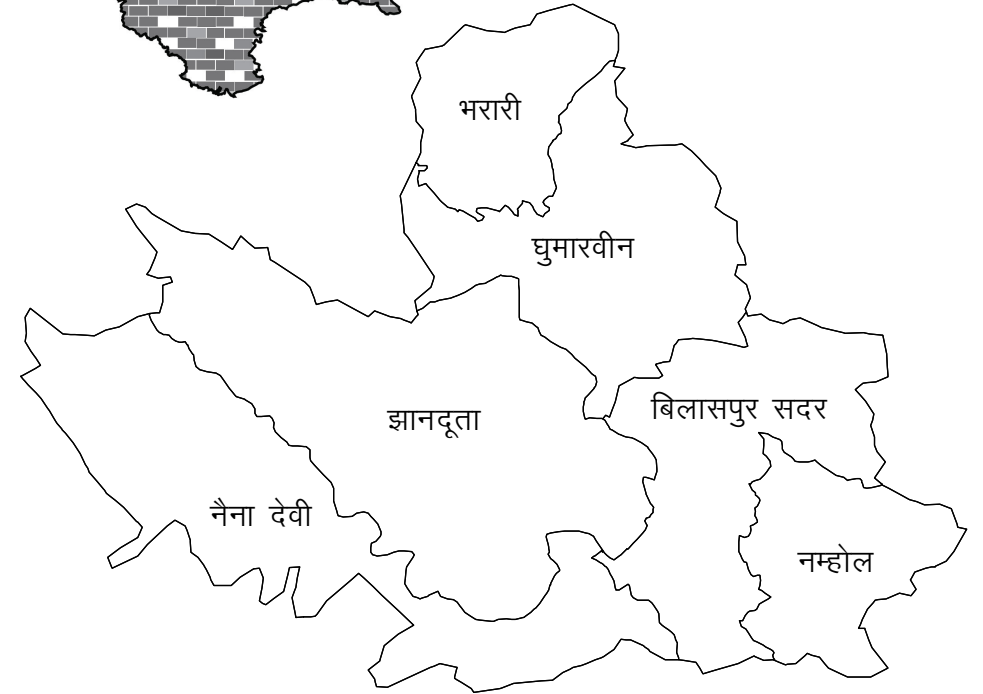 भरारी
घुमारवीन
झानदूता
बिलासपुर सदर
नैना देवी
नम्होल